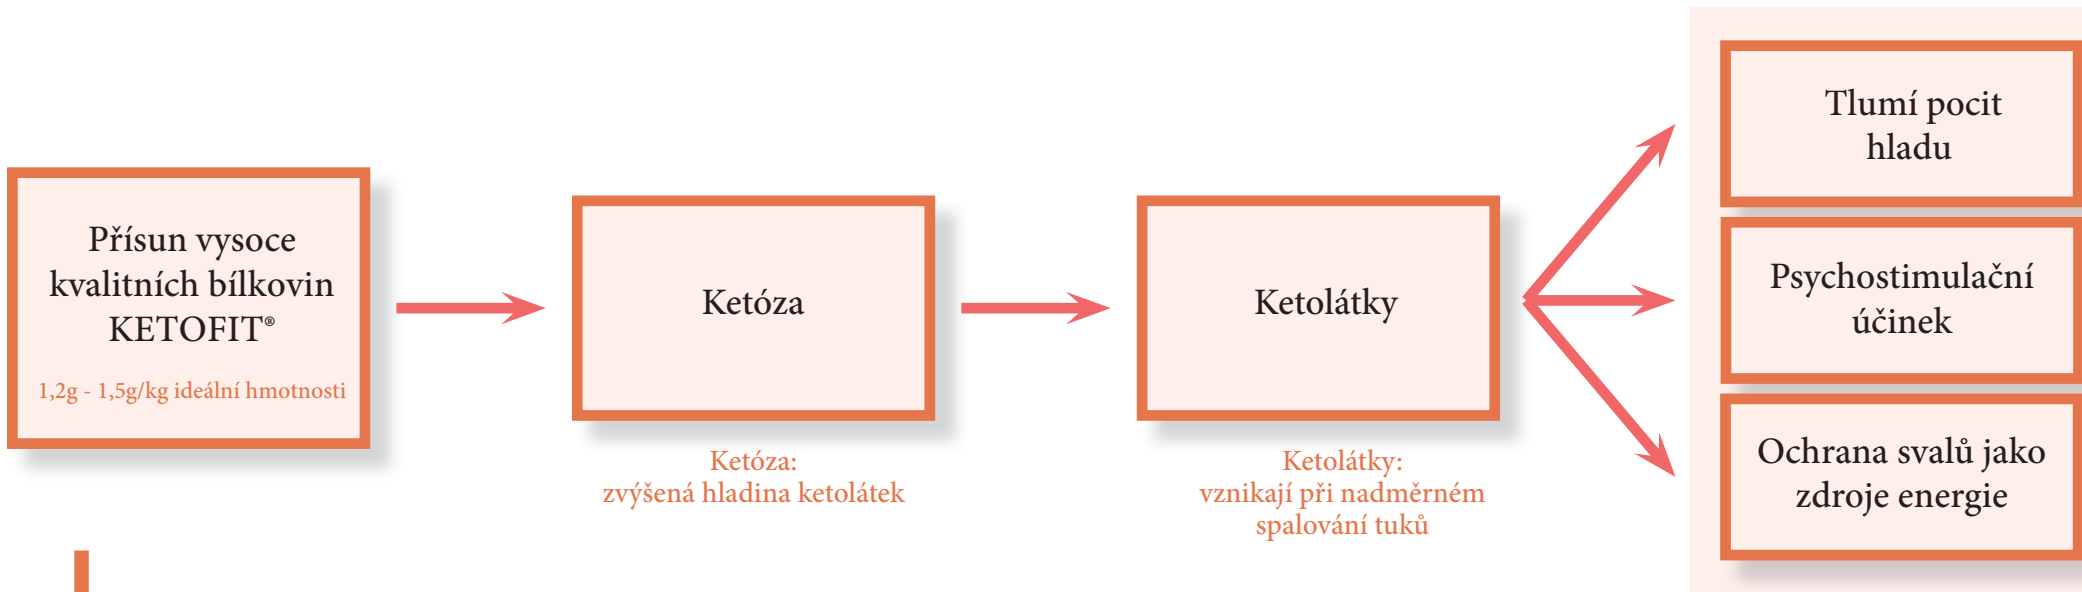 Přísun vysoce
kvalitních bílkovin
KETOFIT®
1,2g - 1,5g/kg ideální hmotnosti
Ketóza
Ketóza:
zvýšená hladina ketolátek
Ketolátky
Ketolátky:
vznikají při nadměrném
spalování tuků
Tlumí pocit
hladu
Psychostimulační
účinek
Ochrana svalů jako
zdroje energie